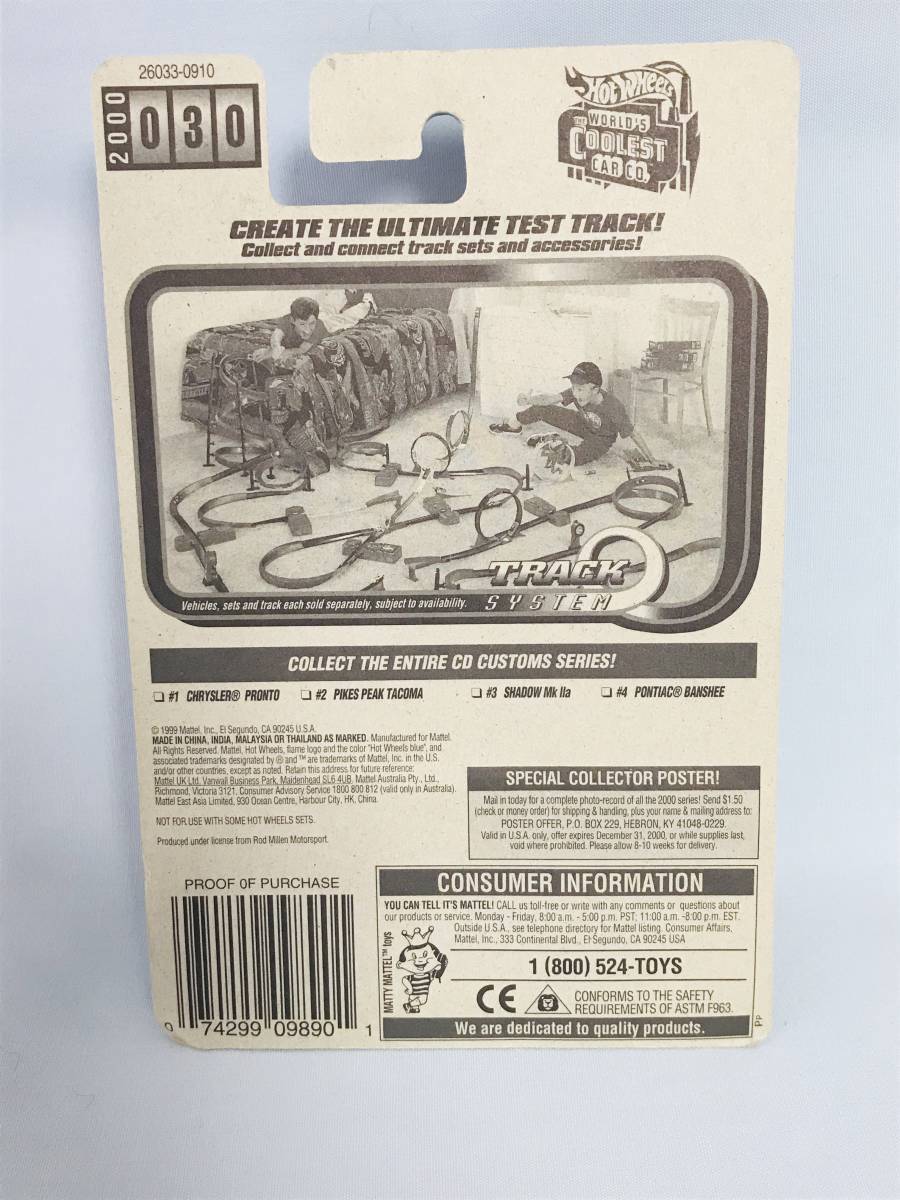 26033-0910
2000
030
HOT WHEELS
THE WORLD'S
COOLEST
CAR CO.
CREATE THE ULTIMATE TEST TRACK!
Collect and connect track sets and accessories!
TRACK
SYSTEM
Vehicles, sets and track each sold separately, subject to availability.
COLLECT THE ENTIRE CD CUSTOMS SERIES!
❏ #1 CHRYSLER® PRONTO ❏ #2 PIKES PEAK TACOMA ❏ #3 SHADOW Mk IIa ❏ #4 PONTIAC® BANSHEE
© 1999 Mattel, Inc., El Segundo, CA 90245 U.S.A.
MADE IN CHINA, INDIA, MALAYSIA OR THAILAND AS MARKED. Manufactured for Mattel.
All Rights Reserved. Mattel, Hot Wheels, flame logo and the color "Hot Wheels blue", and
associated trademarks designated by ® and ™ are trademarks of Mattel, Inc. in the U.S.
and/or other countries, except as noted. Retain this address for future reference:
Mattel UK Ltd. Vanwall Business Park, Maidenhead SL6 4UB. Mattel Australia Pty., Ltd.,
Richmond, Victoria 3121. Consumer Advisory Service 1800 800 812 (valid only in Australia).
Mattel East Asia Limited, 930 Ocean Centre, Harbour City, HK, China.
NOT FOR USE WITH SOME HOT WHEELS SETS.
Produced under license from Rod Millen Motorsport.
SPECIAL COLLECTOR POSTER!
Mail in today for a complete photo-record of all the 2000 series! Send $1.50
(check or money order) for shipping & handling, plus your name & mailing address to:
POSTER OFFER, P.O. BOX 229, HEBRON, KY 41048-0229.
Valid in U.S.A. only, offer expires December 31, 2000, or while supplies last,
void where prohibited. Please allow 8-10 weeks for delivery.
PROOF OF PURCHASE
0 74299 09890 1
CONSUMER INFORMATION
YOU CAN TELL IT'S MATTEL! CALL us toll-free or write with any comments or questions about
our products or service. Monday - Friday, 8:00 a.m. - 5:00 p.m. PST; 11:00 a.m. -8:00 p.m. EST.
Outside U.S.A., see telephone directory for Mattel listing. Consumer Affairs,
Mattel, Inc., 333 Continental Blvd., El Segundo, CA 90245 USA
MATTY MATTEL™ toys
1 (800) 524-TOYS
CE
CONFORMS TO THE SAFETY
REQUIREMENTS OF ASTM F963.
We are dedicated to quality products.
Pp